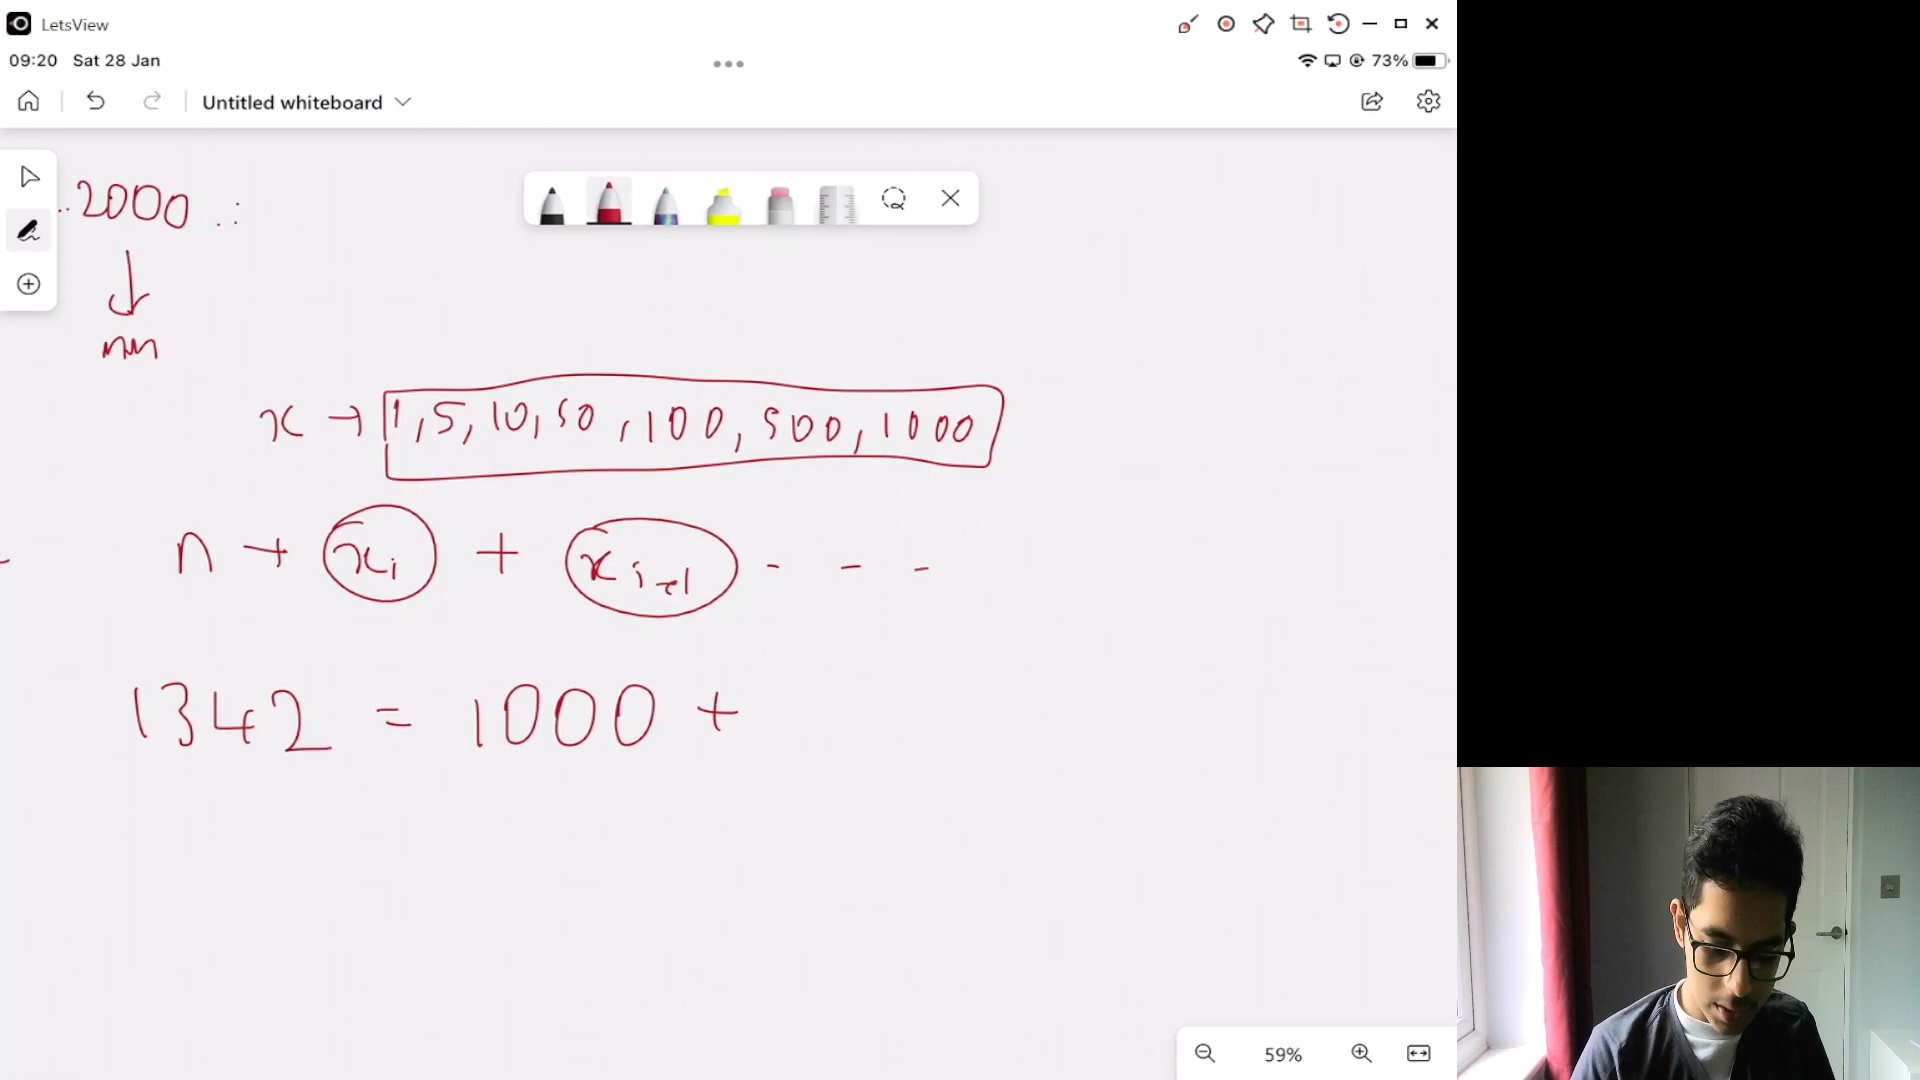 LetsView
09:20 Sat 28 Jan
73%
Untitled whiteboard
..2000 .:
x → 1, 5, 10, 50, 100, 500, 1000
n + xi + xi-1 - - -
1342 = 1000 +
59%